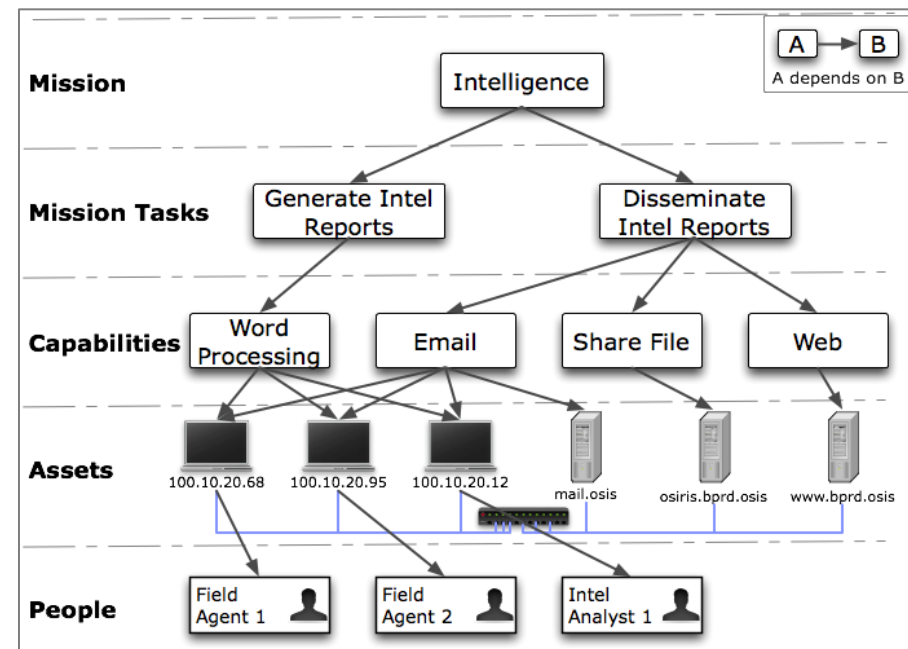 A
B
A depends on B
Mission
Intelligence
Mission Tasks
Generate Intel
Reports
Disseminate
Intel Reports
Capabilities
Word
Processing
Email
Share File
Web
Assets
100.10.20.68
100.10.20.95
100.10.20.12
mail.osis
osiris.bprd.osis
www.bprd.osis
People
Field
Agent 1
Field
Agent 2
Intel
Analyst 1